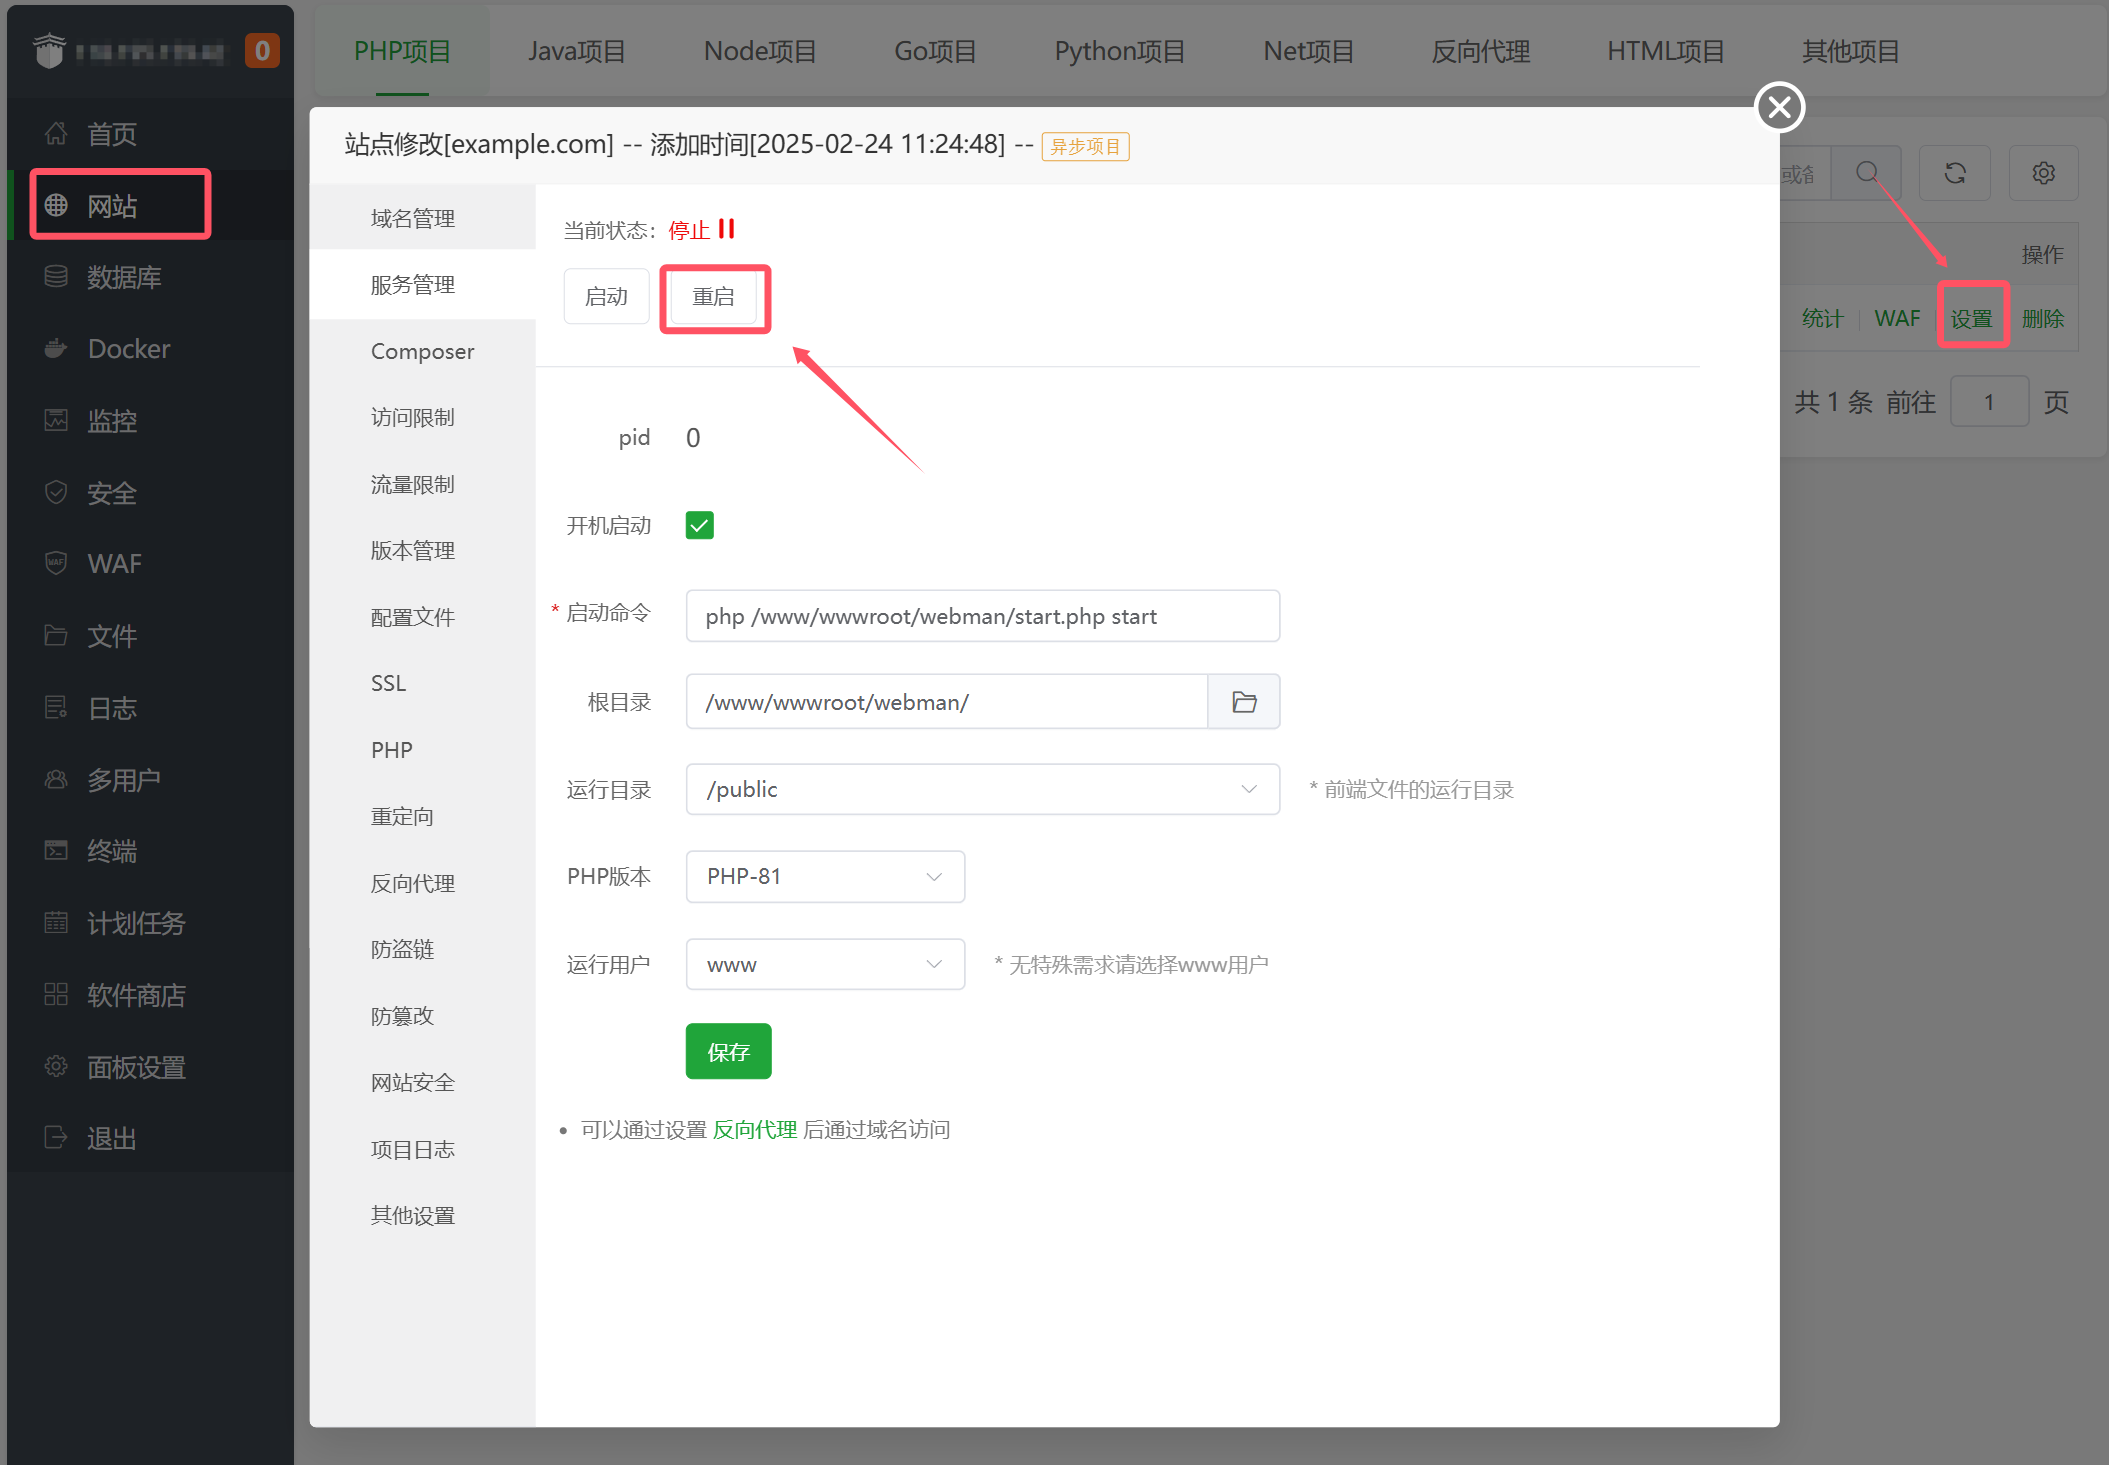 0
PHP项目
Java项目
Node项目
Go项目
Python项目
Net项目
反向代理
HTML项目
其他项目
首页
网站
数据库
Docker
监控
安全
WAF
文件
日志
多用户
终端
计划任务
软件商店
面板设置
退出
站点修改[example.com] -- 添加时间[2025-02-24 11:24:48] -- 异步项目
域名管理
服务管理
Composer
访问限制
流量限制
版本管理
配置文件
SSL
PHP
重定向
反向代理
防盗链
防篡改
网站安全
项目日志
其他设置
当前状态: 停止
启动
重启
pid 0
开机启动
* 启动命令 php /www/wwwroot/webman/start.php start
根目录 /www/wwwroot/webman/
运行目录 /public * 前端文件的运行目录
PHP版本 PHP-81
运行用户 www * 无特殊需求请选择www用户
保存
• 可以通过设置 反向代理 后通过域名访问
操作
统计 WAF 设置 删除
共 1 条 前往 1 页